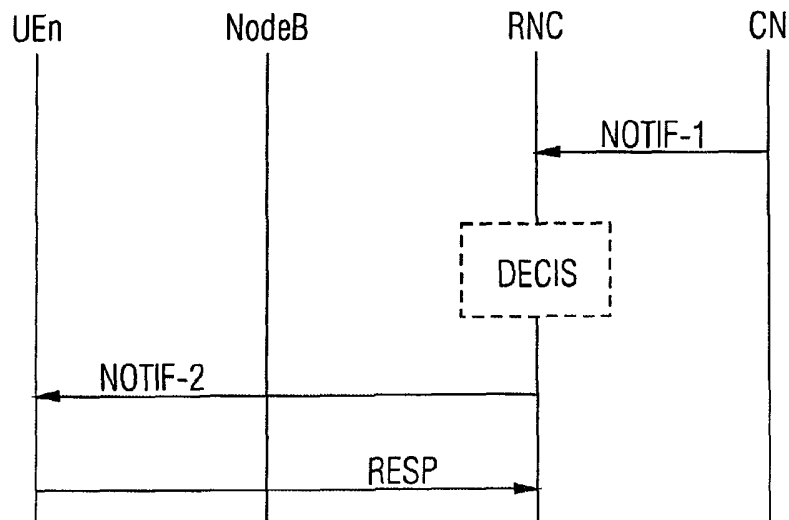 UEn NodeB RNC CN
NOTIF-1
DECIS
NOTIF-2
RESP